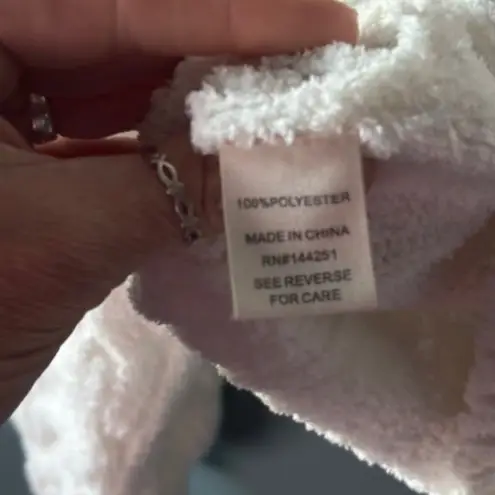 100%POLYESTER
MADE IN CHINA
RN#144251
SEE REVERSE
FOR CARE